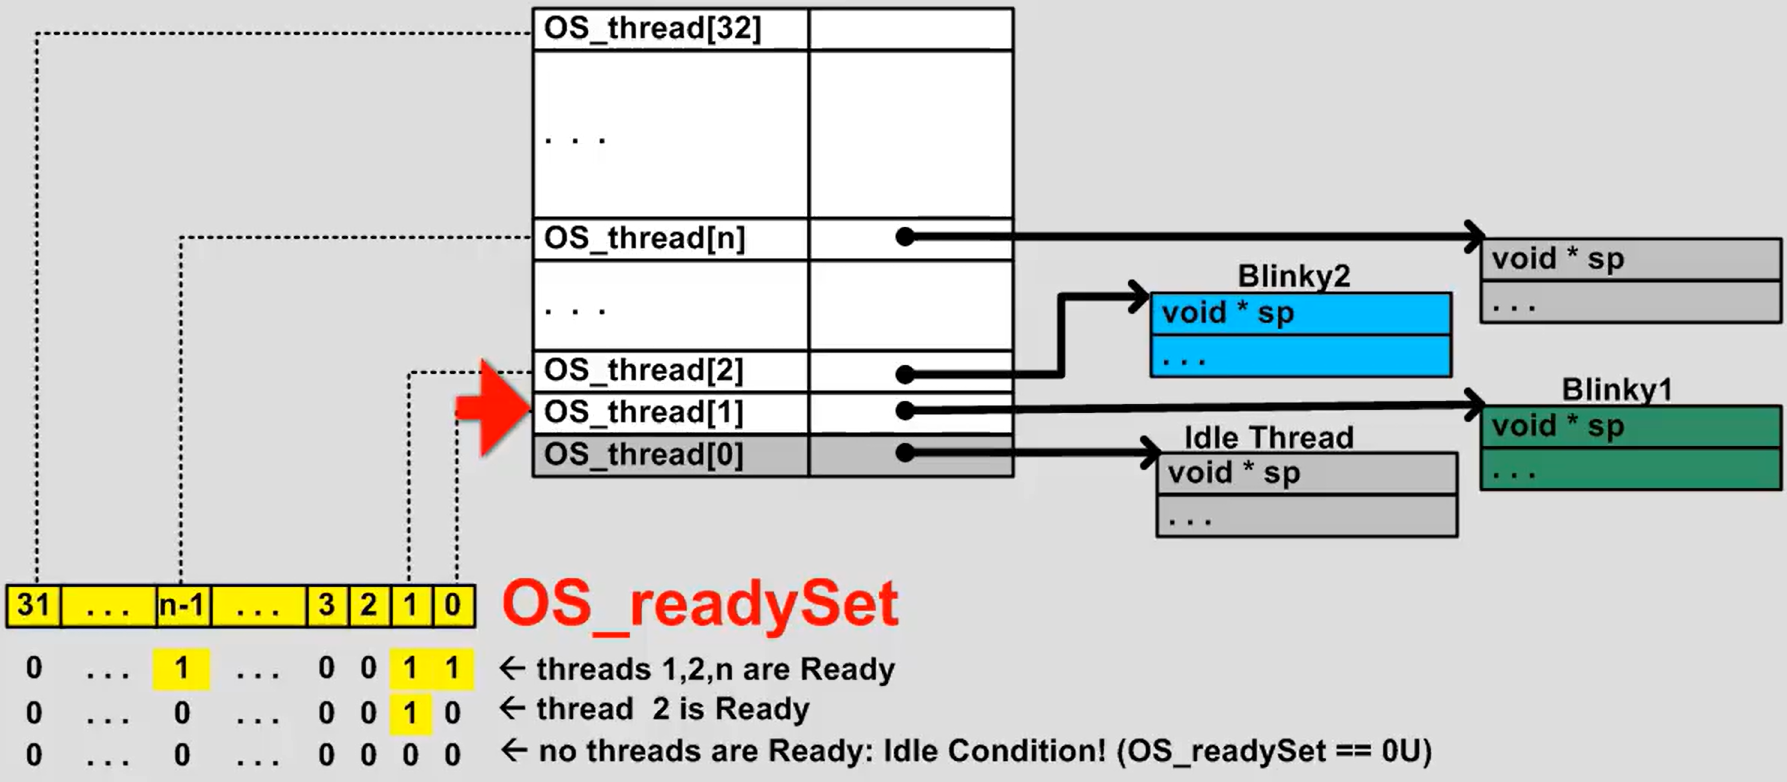 OS_thread[32]
. . .
OS_thread[n]
void * sp
. . .
. . .
Blinky2
void * sp
. . .
OS_thread[2]
OS_thread[1]
Blinky1
void * sp
. . .
OS_thread[0]
Idle Thread
void * sp
. . .
31 . . . n-1 . . . 3 2 1 0 OS_readySet
0 . . . 1 . . . 0 0 1 1 ← threads 1,2,n are Ready
0 . . . 0 . . . 0 0 1 0 ← thread 2 is Ready
0 . . . 0 . . . 0 0 0 0 ← no threads are Ready: Idle Condition! (OS_readySet == 0U)